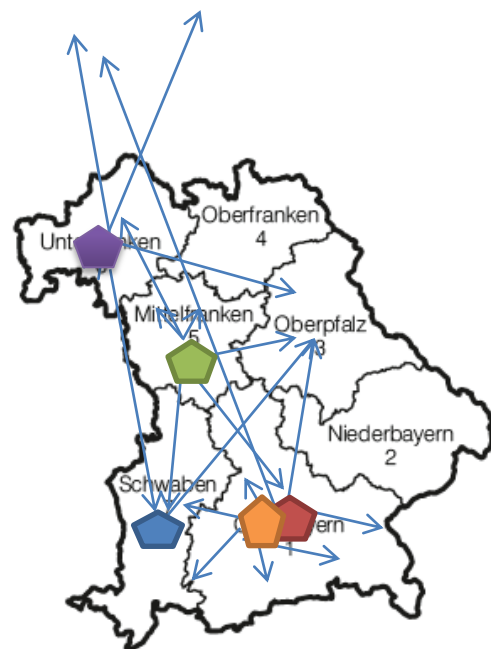 Oberfranken
4
Mittelfranken
5
Oberpfalz
3
Niederbayern
2
Schwaben
1